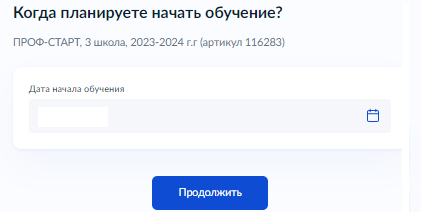 Когда планируете начать обучение?
ПРОФ-СТАРТ, 3 школа, 2023-2024 г.г (артикул 116283)
Дата начала обучения
Продолжить